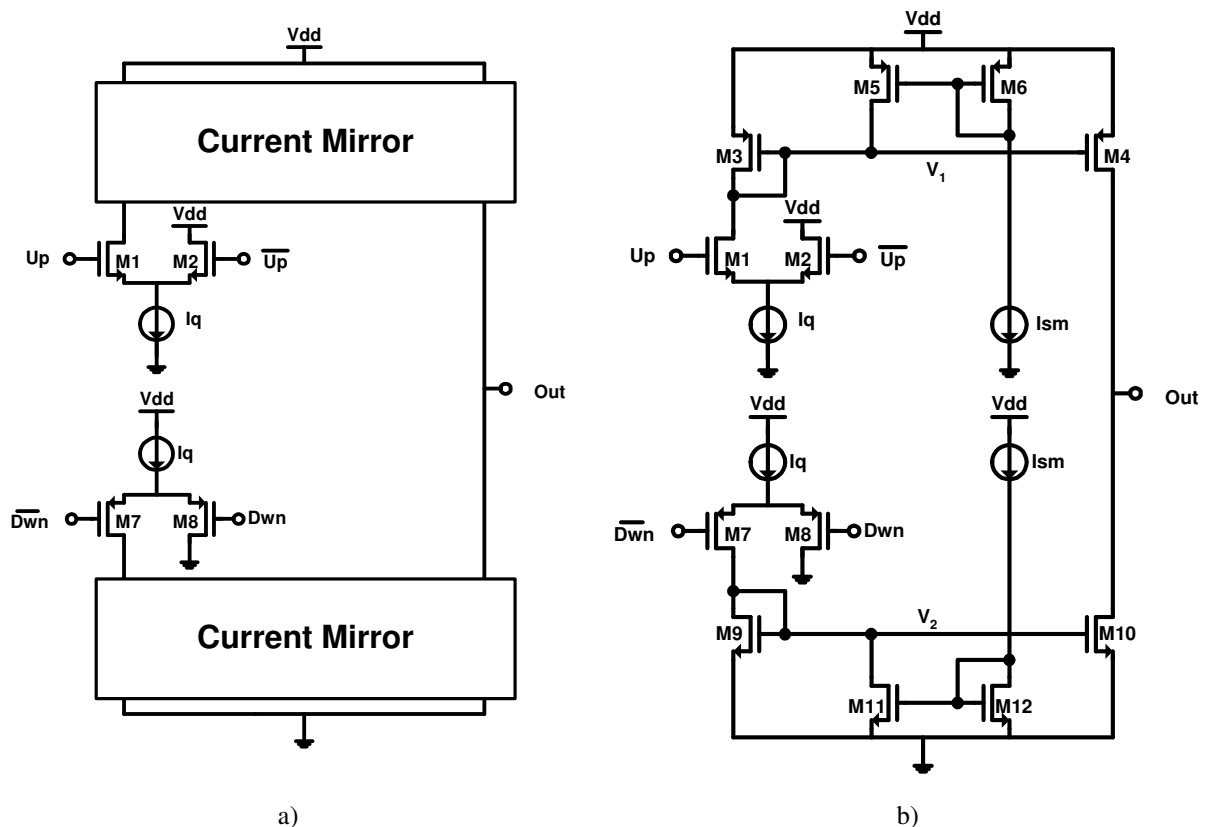 Vdd
Current Mirror
Vdd
Up
M1
M2
Up
Iq
Out
Vdd
Iq
Dwn
M7
M8
Dwn
Current Mirror
a)
Vdd
M5
M6
M3
V1
M4
Vdd
Up
M1
M2
Up
Iq
Ism
Out
Vdd
Vdd
Iq
Ism
Dwn
M7
M8
Dwn
M9
V2
M10
M11
M12
b)